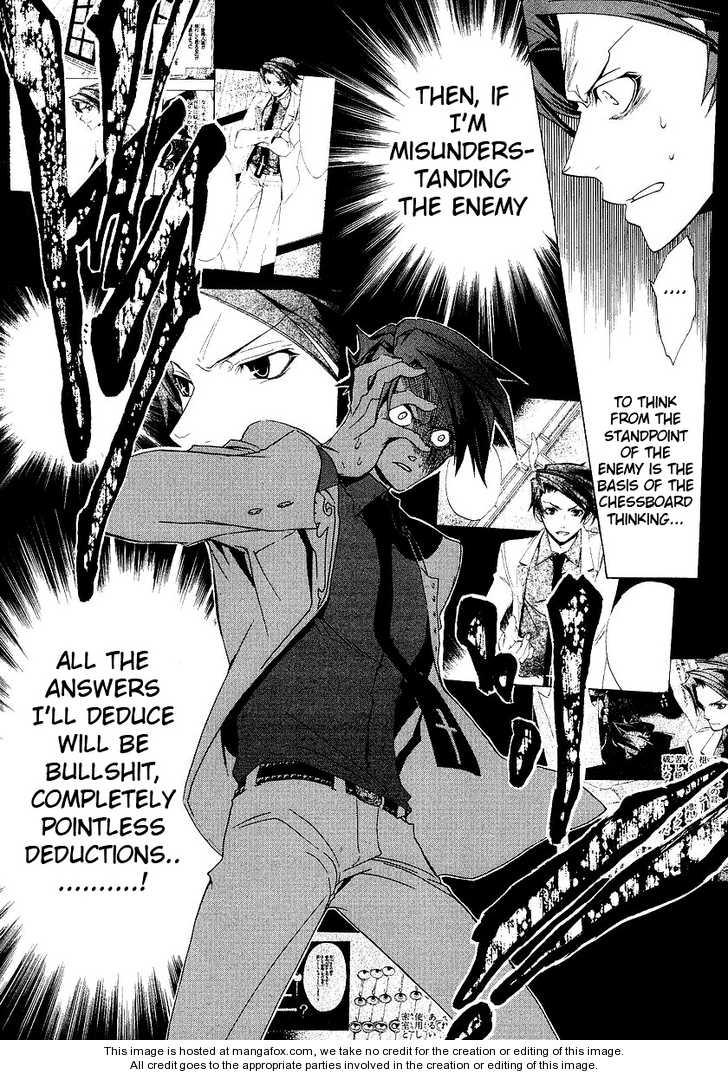 ....
TO THINK
FROM THE
STANDPOINT
OF THE
ENEMY IS THE
BASIS OF THE
CHESSBOARD
THINKING...
THEN, IF
I'M
MISUNDERS-
TANDING
THE ENEMY
ALL THE
ANSWERS
I'LL DEDUCE
WILL BE
BULLSHIT,
COMPLETELY
POINTLESS
DEDUCTIONS..
..........!
This image is hosted at mangafox.com, we take no credit for the creation or editing of this image.
All credit goes to the appropriate parties involved in the creation or editing of this image.